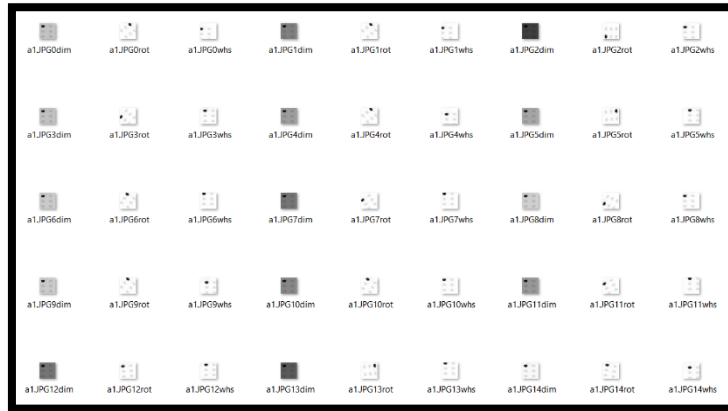 a1.JPG0dim a1.JPG0rot a1.JPG0whs a1.JPG1dim a1.JPG1rot a1.JPG1whs a1.JPG2dim a1.JPG2rot a1.JPG2whs
a1.JPG3dim a1.JPG3rot a1.JPG3whs a1.JPG4dim a1.JPG4rot a1.JPG4whs a1.JPG5dim a1.JPG5rot a1.JPG5whs
a1.JPG6dim a1.JPG6rot a1.JPG6whs a1.JPG7dim a1.JPG7rot a1.JPG7whs a1.JPG8dim a1.JPG8rot a1.JPG8whs
a1.JPG9dim a1.JPG9rot a1.JPG9whs a1.JPG10dim a1.JPG10rot a1.JPG10whs a1.JPG11dim a1.JPG11rot a1.JPG11whs
a1.JPG12dim a1.JPG12rot a1.JPG12whs a1.JPG13dim a1.JPG13rot a1.JPG13whs a1.JPG14dim a1.JPG14rot a1.JPG14whs